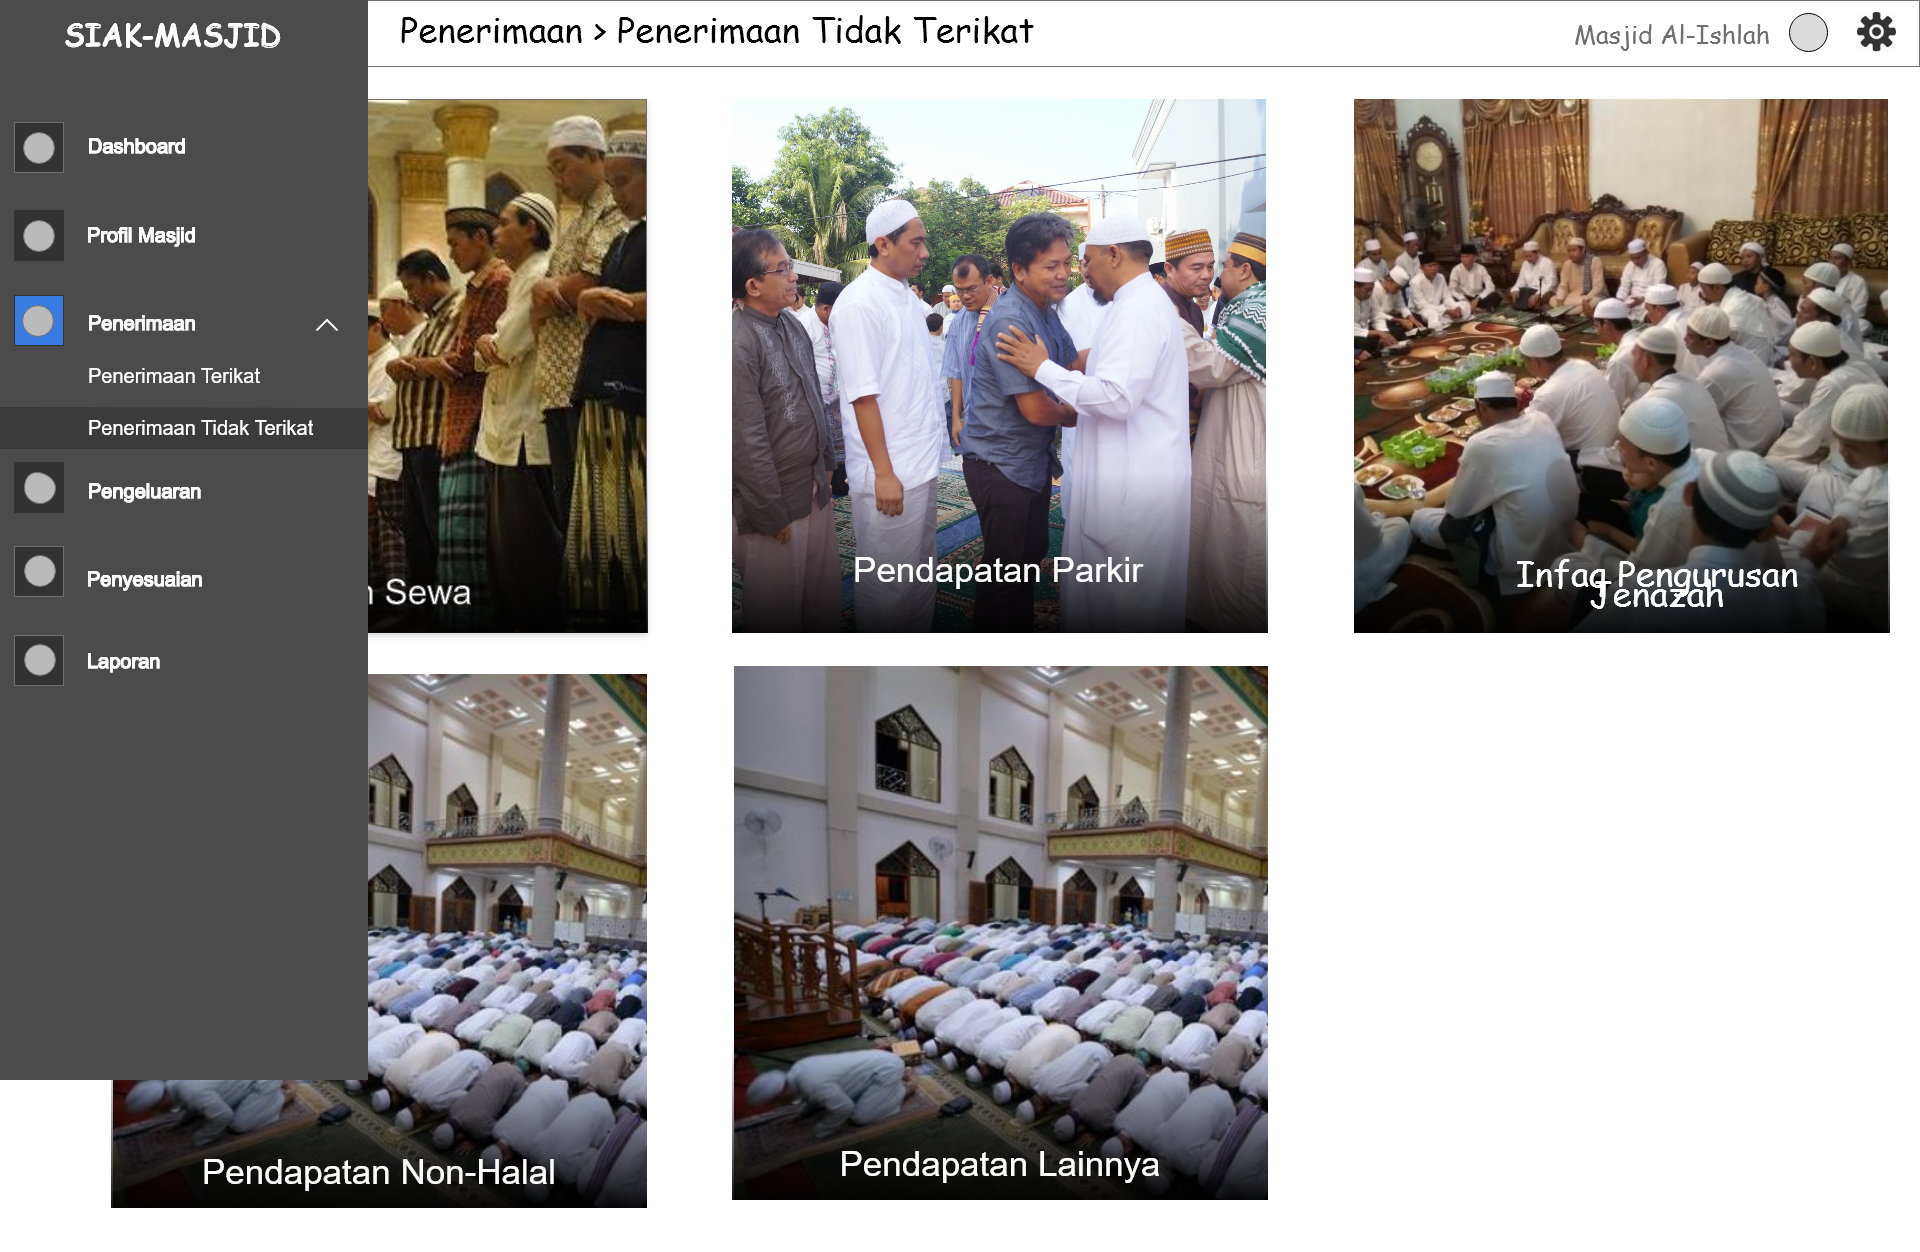 SIAK-MASJID
Penerimaan > Penerimaan Tidak Terikat
Masjid Al-Ishlah
Dashboard
Profil Masjid
Penerimaan
Penerimaan Terikat
Penerimaan Tidak Terikat
Pengeluaran
Penyesuaian
Laporan
Sewa
Pendapatan Parkir
Infaq Pengurusan
Jenazah
Pendapatan Non-Halal
Pendapatan Lainnya